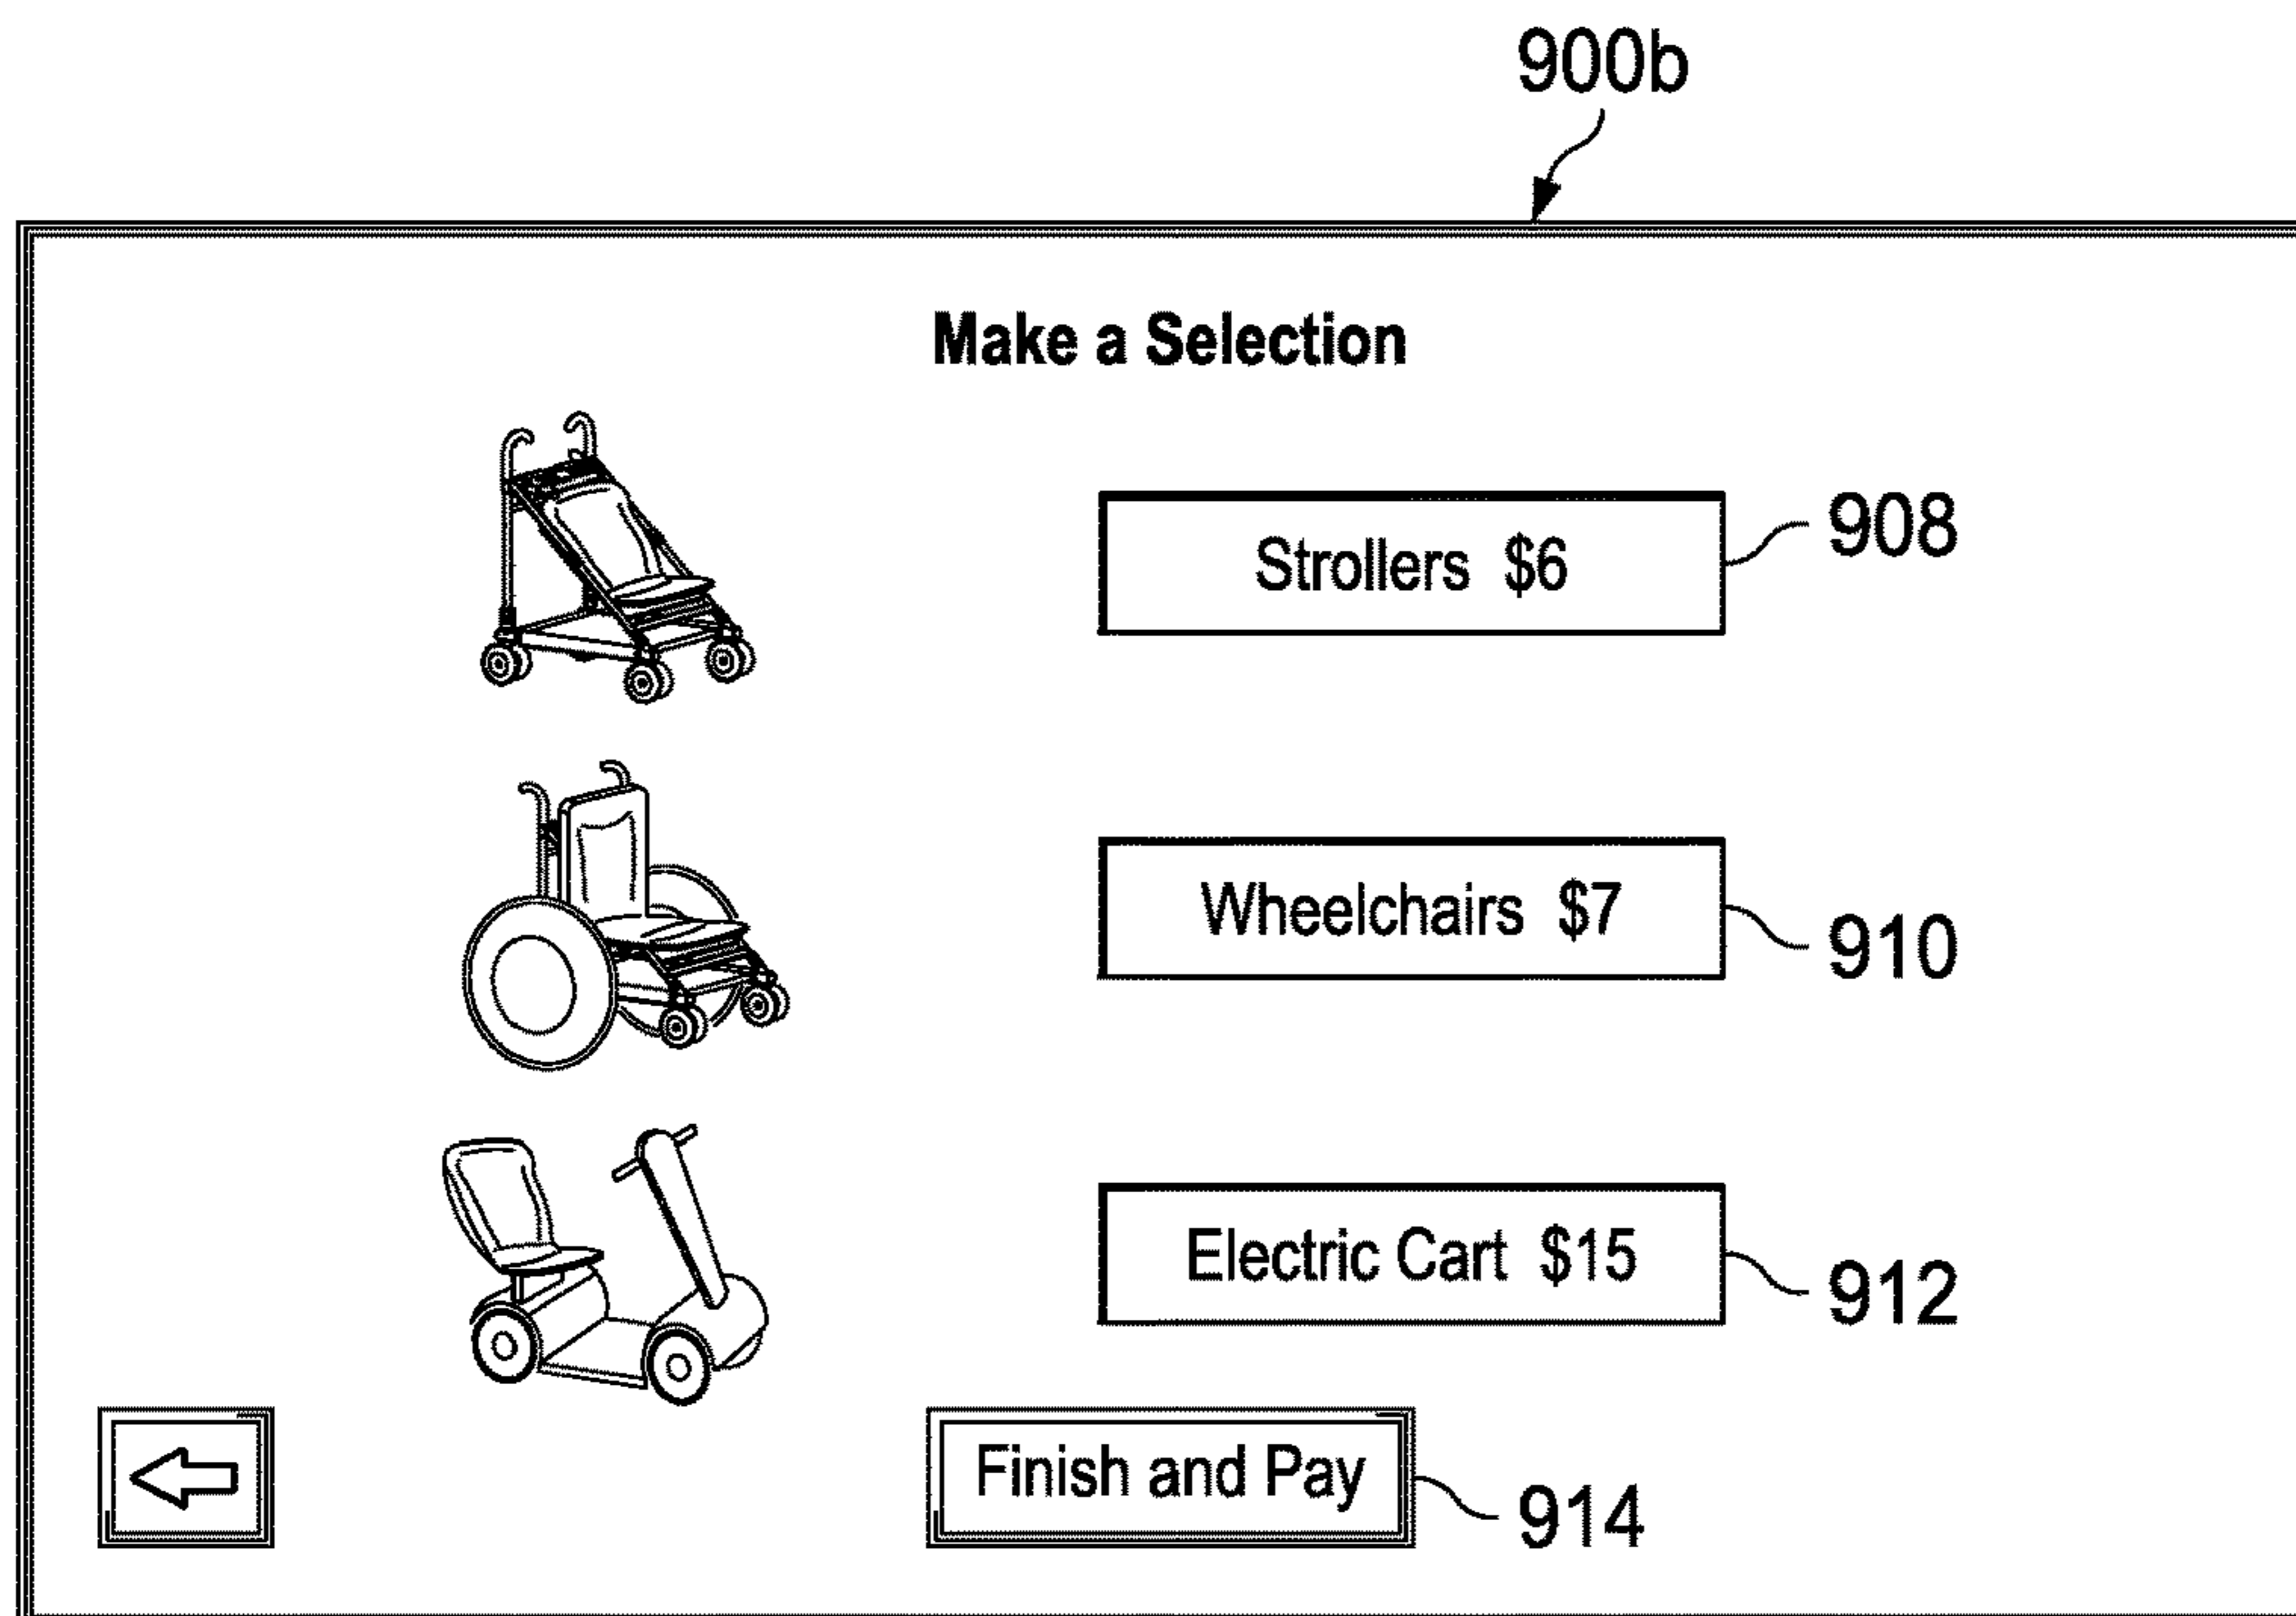 900b
Make a Selection
Strollers $6
908
Wheelchairs $7
910
Electric Cart $15
912
Finish and Pay
914